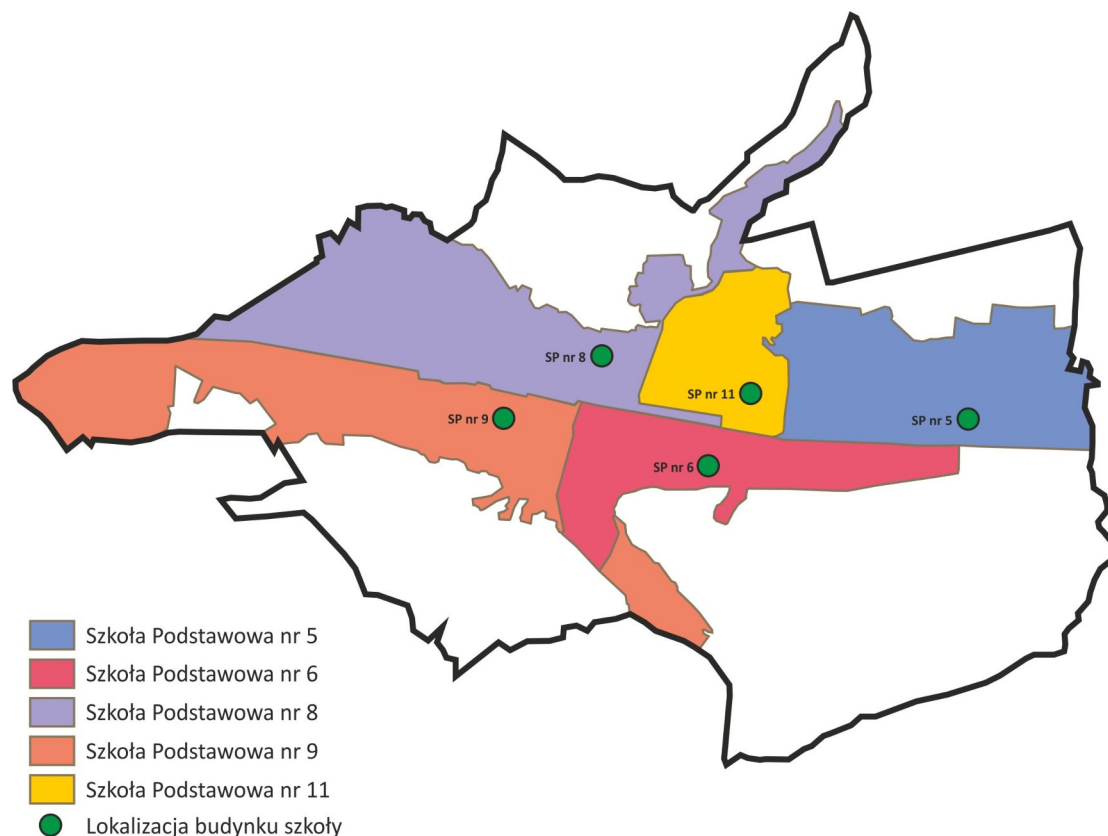 SP nr 8
SP nr 11
SP nr 9
SP nr 5
SP nr 6
Szkoła Podstawowa nr 5
Szkoła Podstawowa nr 6
Szkoła Podstawowa nr 8
Szkoła Podstawowa nr 9
Szkoła Podstawowa nr 11
Lokalizacja budynku szkoły